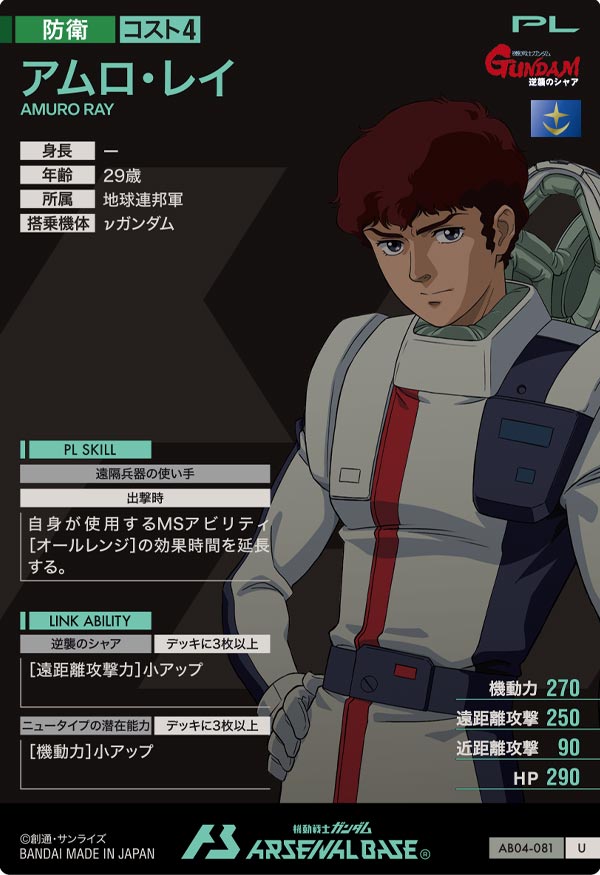 防衛 コスト4
PL
アムロ・レイ
AMURO RAY
機動戦士ガンダム
GUNDAM
逆襲のシャア
身長 ー
年齢 29歳
所属 地球連邦軍
搭乗機体 νガンダム
PL SKILL
遠隔兵器の使い手
出撃時
自身が使用するMSアビリティ
[オールレンジ]の効果時間を延長
する。
LINK ABILITY
逆襲のシャア デッキに3枚以上
[遠距離攻撃力]小アップ
ニュータイプの潜在能力 デッキに3枚以上
[機動力]小アップ
機動力 270
遠距離攻撃 250
近距離攻撃 90
HP 290
©創通・サンライズ
BANDAI MADE IN JAPAN
機動戦士ガンダム
ARSENAL BASE®
AB04-081 U